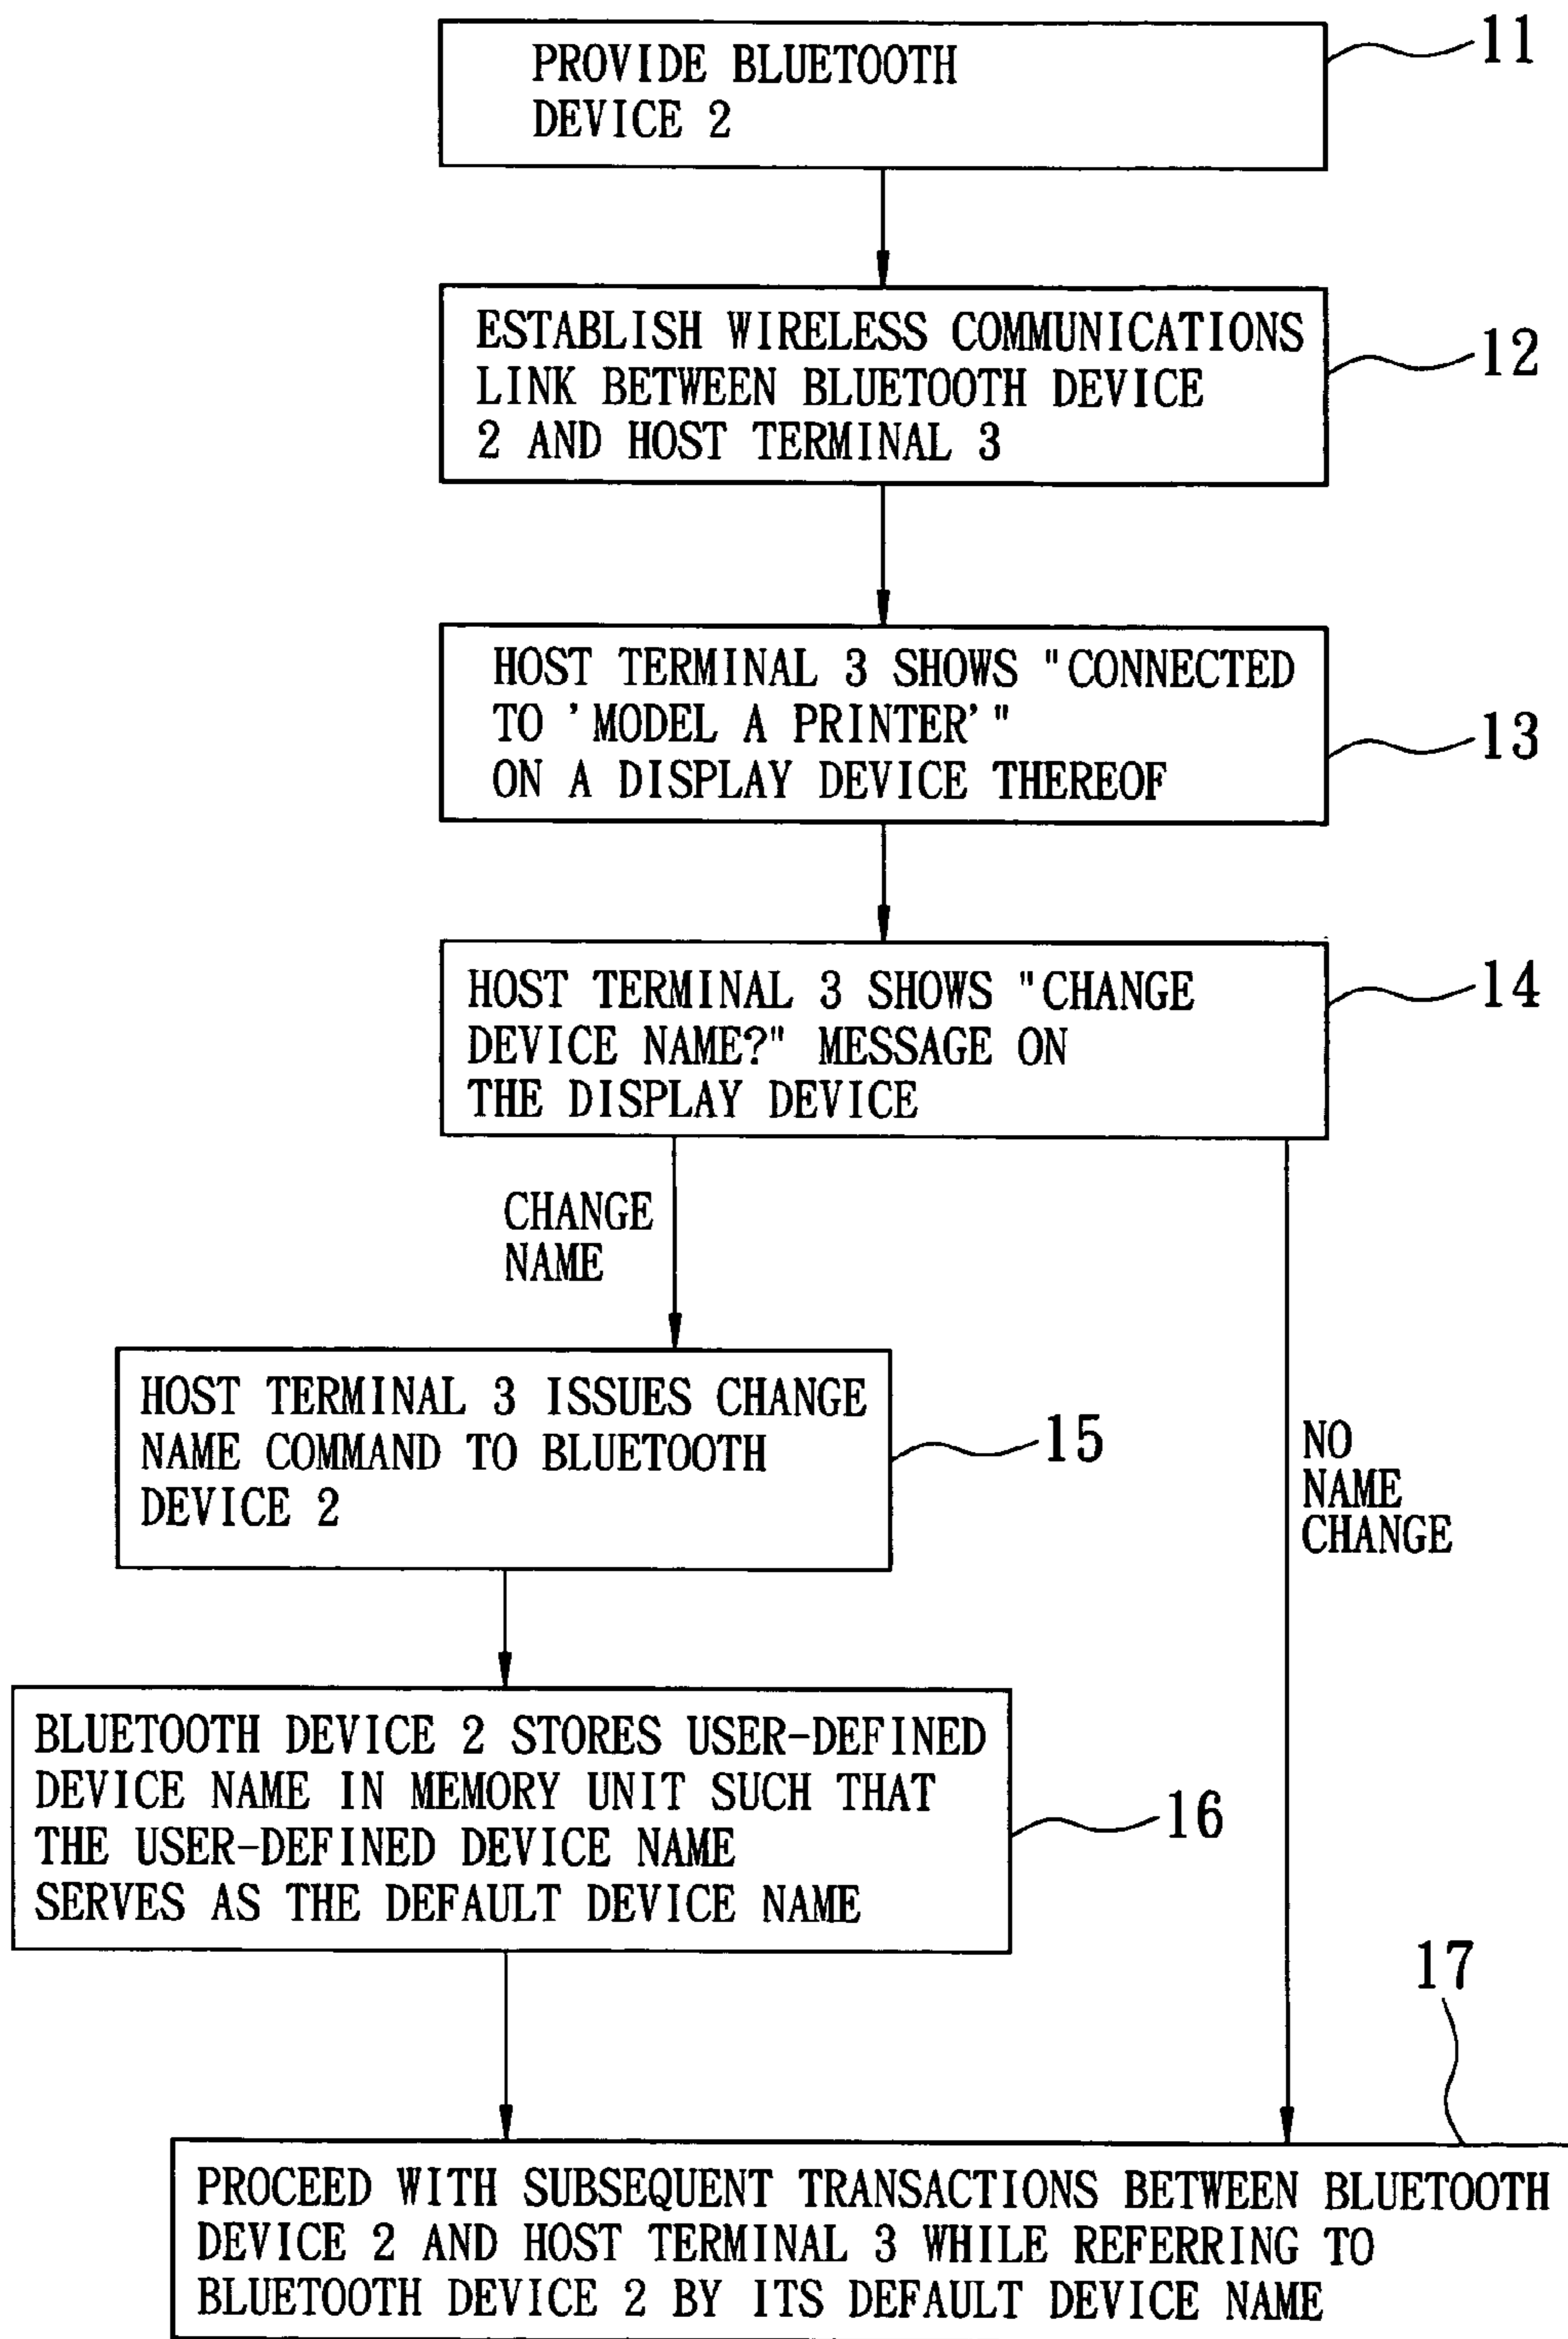 PROVIDE BLUETOOTH
DEVICE 2
11
ESTABLISH WIRELESS COMMUNICATIONS
LINK BETWEEN BLUETOOTH DEVICE
2 AND HOST TERMINAL 3
12
HOST TERMINAL 3 SHOWS "CONNECTED
TO 'MODEL A PRINTER'"
ON A DISPLAY DEVICE THEREOF
13
HOST TERMINAL 3 SHOWS "CHANGE
DEVICE NAME?" MESSAGE ON
THE DISPLAY DEVICE
14
CHANGE
NAME
HOST TERMINAL 3 ISSUES CHANGE
NAME COMMAND TO BLUETOOTH
DEVICE 2
15
NO
NAME
CHANGE
BLUETOOTH DEVICE 2 STORES USER-DEFINED
DEVICE NAME IN MEMORY UNIT SUCH THAT
THE USER-DEFINED DEVICE NAME
SERVES AS THE DEFAULT DEVICE NAME
16
17
PROCEED WITH SUBSEQUENT TRANSACTIONS BETWEEN BLUETOOTH
DEVICE 2 AND HOST TERMINAL 3 WHILE REFERRING TO
BLUETOOTH DEVICE 2 BY ITS DEFAULT DEVICE NAME